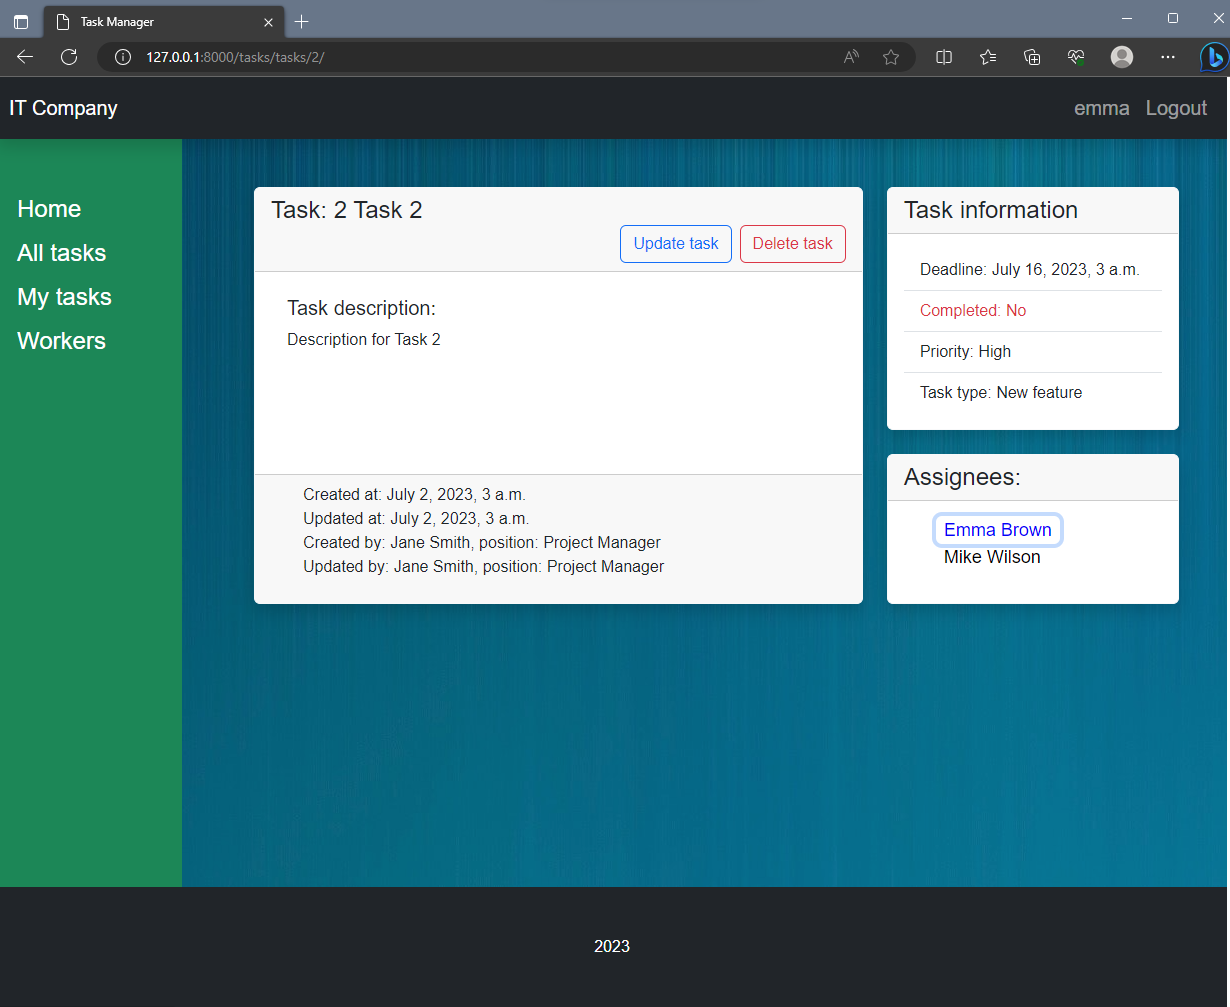 Task Manager
127.0.0.1:8000/tasks/tasks/2/
IT Company
emma Logout
Home
All tasks
My tasks
Workers
Task: 2 Task 2
Update task Delete task
Task description:
Description for Task 2
Created at: July 2, 2023, 3 a.m.
Updated at: July 2, 2023, 3 a.m.
Created by: Jane Smith, position: Project Manager
Updated by: Jane Smith, position: Project Manager
Task information
Deadline: July 16, 2023, 3 a.m.
Completed: No
Priority: High
Task type: New feature
Assignees:
Emma Brown
Mike Wilson
2023